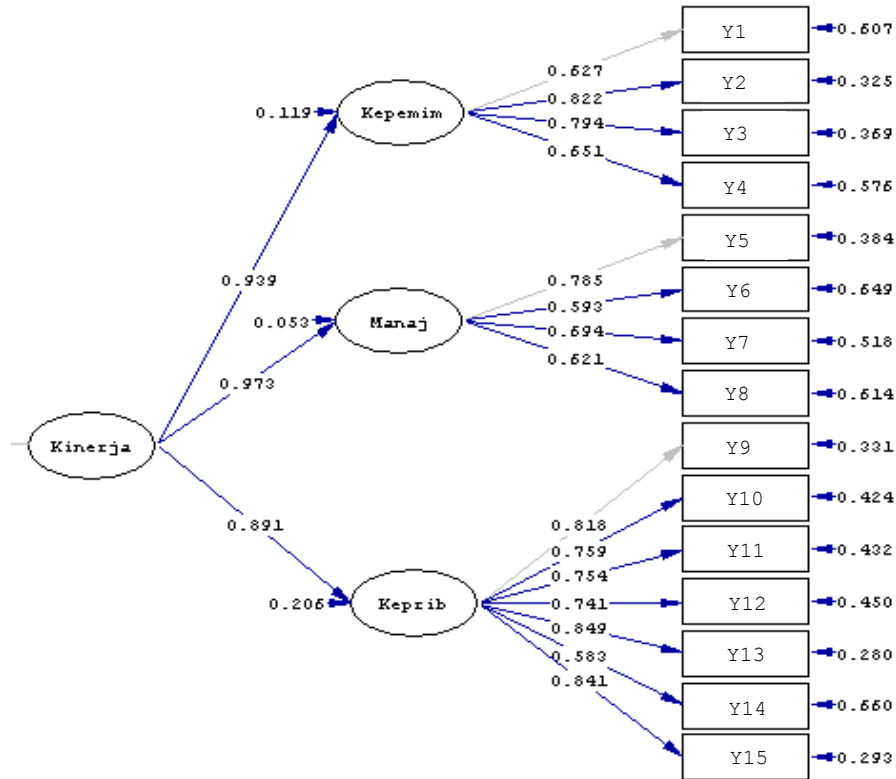 Y1 0.607
0.627
Y2 0.325
0.822
0.119 Kepemim
0.794
Y3 0.369
0.651
Y4 0.576
Y5 0.384
0.939
0.785
Y6 0.649
0.593
0.053 Manaj
0.694
Y7 0.518
0.621
0.973
Y8 0.614
Kinerja
Y9 0.331
Y10 0.424
0.891
0.818
0.759
Y11 0.432
0.754
0.206 Keprib
0.741
Y12 0.450
0.849
Y13 0.280
0.583
0.841
Y14 0.660
Y15 0.293